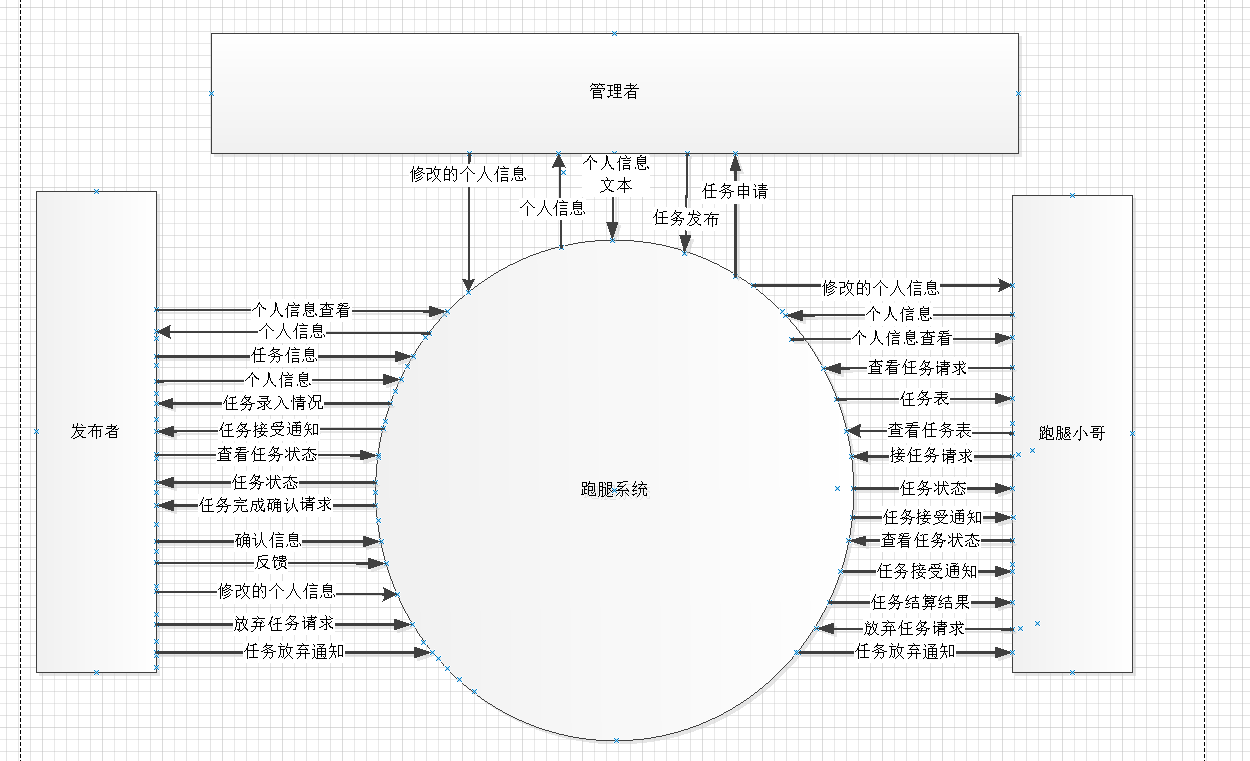 管理者
修改的个人信息
个人信息
个人信息
文本
任务发布
任务申请
发布者
个人信息查看
个人信息
任务信息
个人信息
任务录入情况
任务接受通知
查看任务状态
任务状态
任务完成确认请求
确认信息
反馈
修改的个人信息
放弃任务请求
任务放弃通知
跑腿系统
修改的个人信息
个人信息
个人信息查看
查看任务请求
任务表
查看任务表
接任务请求
任务状态
任务接受通知
查看任务状态
任务接受通知
任务结算结果
放弃任务请求
任务放弃通知
跑腿小哥